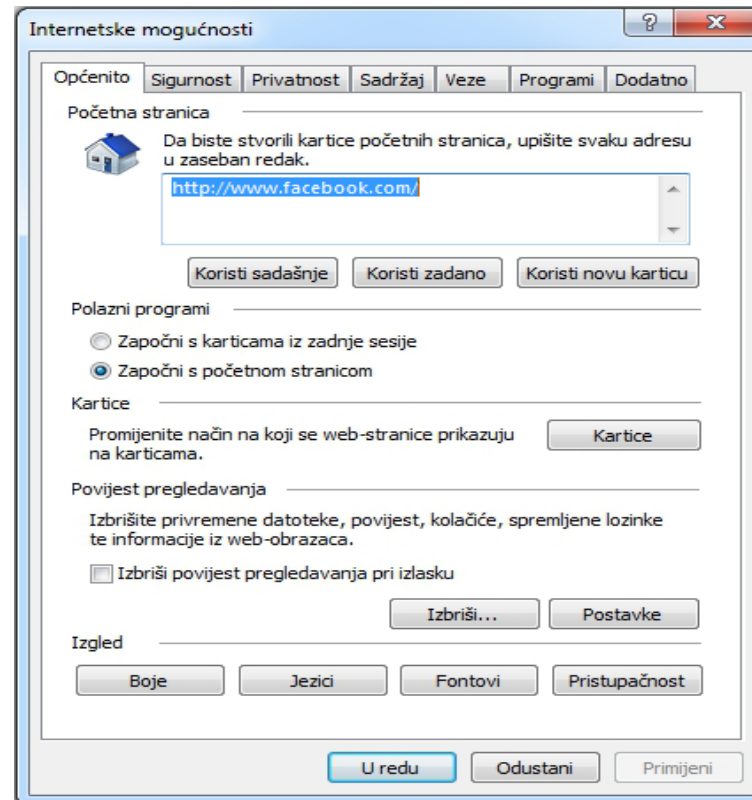 Internetske mogućnosti
Općenito Sigurnost Privatnost Sadržaj Veze Programi Dodatno
Početna stranica
Da biste stvorili kartice početnih stranica, upišite svaku adresu
u zaseban redak.
http://www.facebook.com/
Koristi sadašnje Koristi zadano Koristi novu karticu
Polazni programi
Započni s karticama iz zadnje sesije
Započni s početnom stranicom
Kartice
Promijenite način na koji se web-stranice prikazuju
na karticama.
Kartice
Povijest pregledavanja
Izbrišite privremene datoteke, povijest, kolačiće, spremljene lozinke
te informacije iz web-obrazaca.
Izbriši povijest pregledavanja pri izlasku
Izbriši... Postavke
Izgled
Boje Jezici Fontovi Pristupačnost
U redu Odustani Primijeni